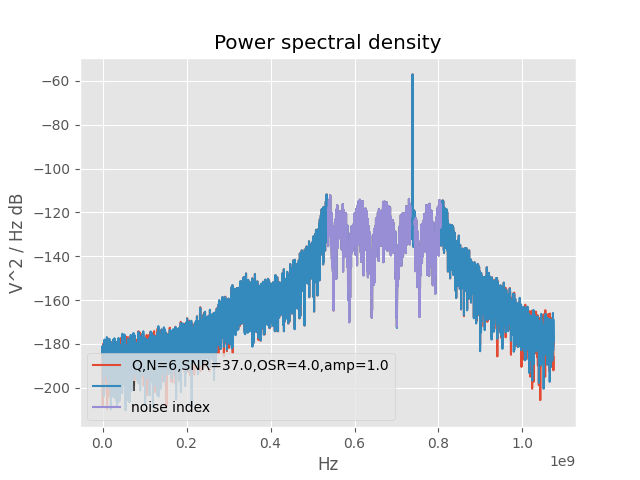 Power spectral density
V^2 / Hz dB
−60
−80
−100
−120
−140
−160
−180
−200
Q,N=6,SNR=37.0,OSR=4.0,amp=1.0
I
noise index
0.0 0.2 0.4 0.6 0.8 1.0
1e9
Hz